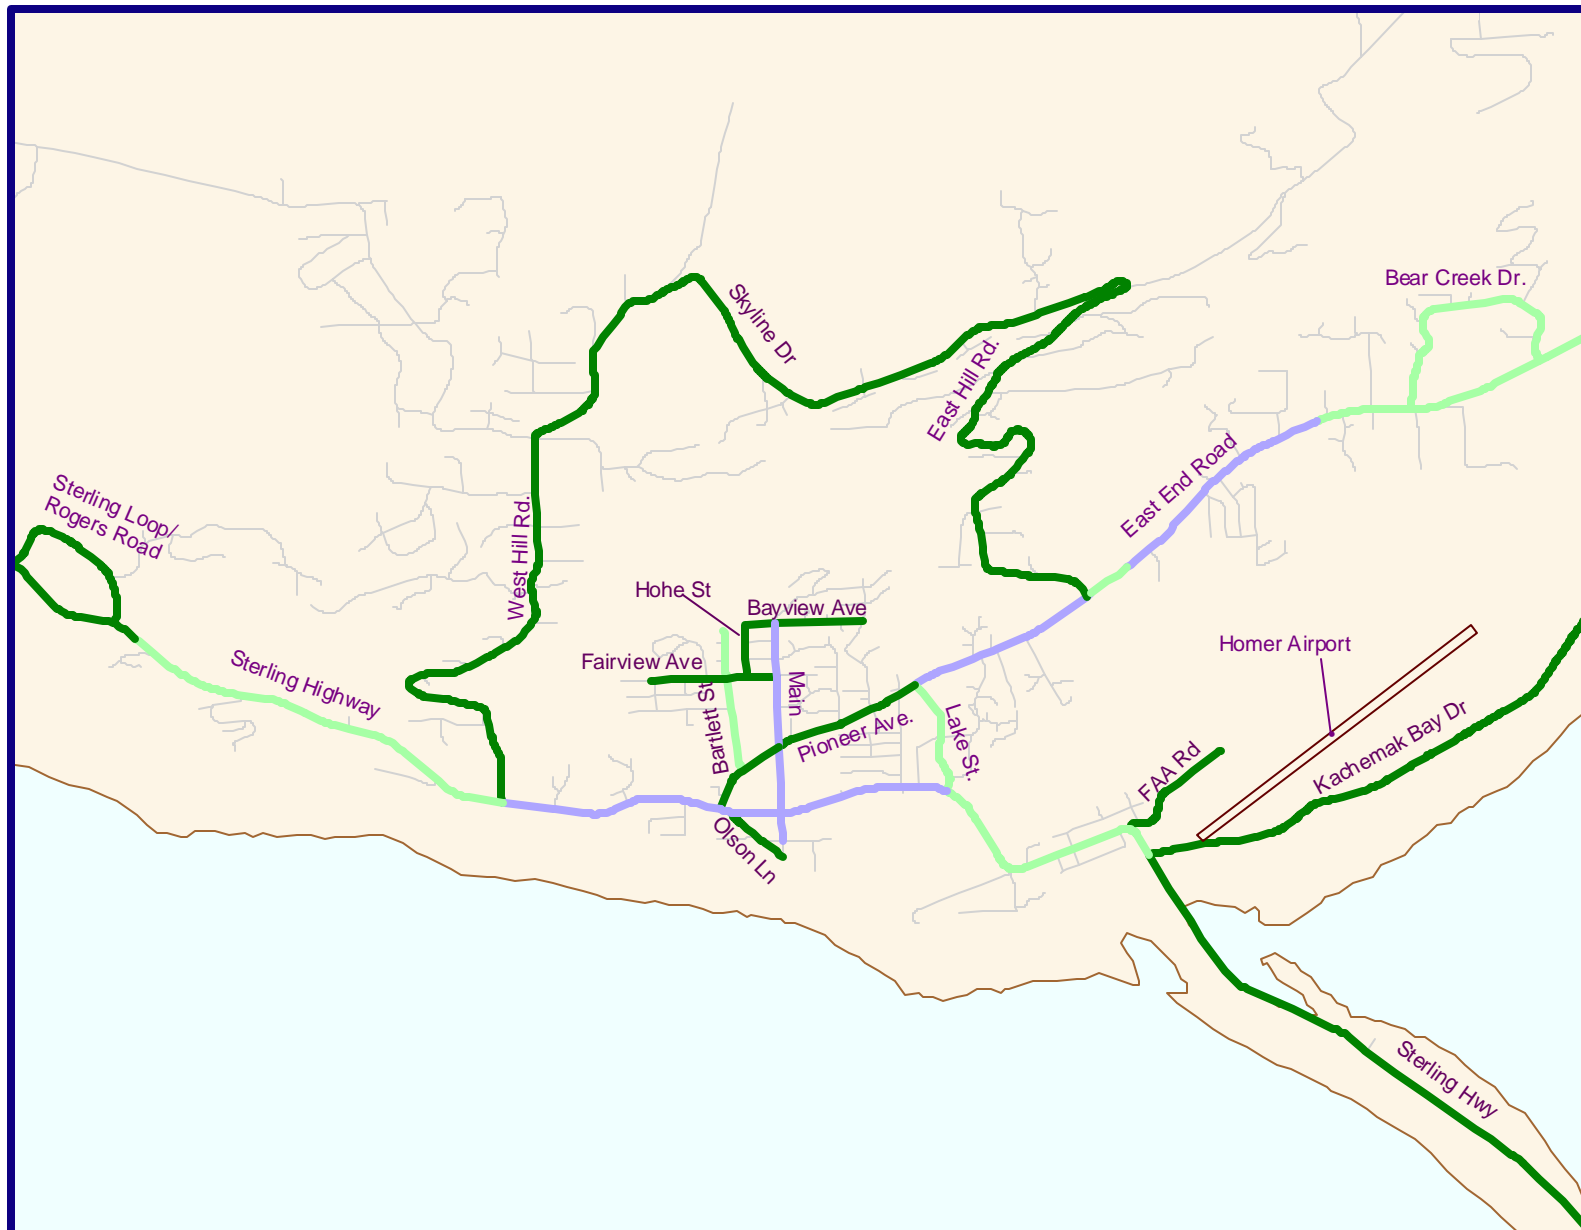 Bear Creek Dr.
Skyline Dr
East Hill Rd.
East End Road
Sterling Loop/
Rogers Road
West Hill Rd.
Hohe St
Bayview Ave
Fairview Ave
Homer Airport
Sterling Highway
Bartlett St
Main
Pioneer Ave.
Lake St.
FAA Rd
Kachemak Bay Dr
Olson Ln
Sterling Hwy